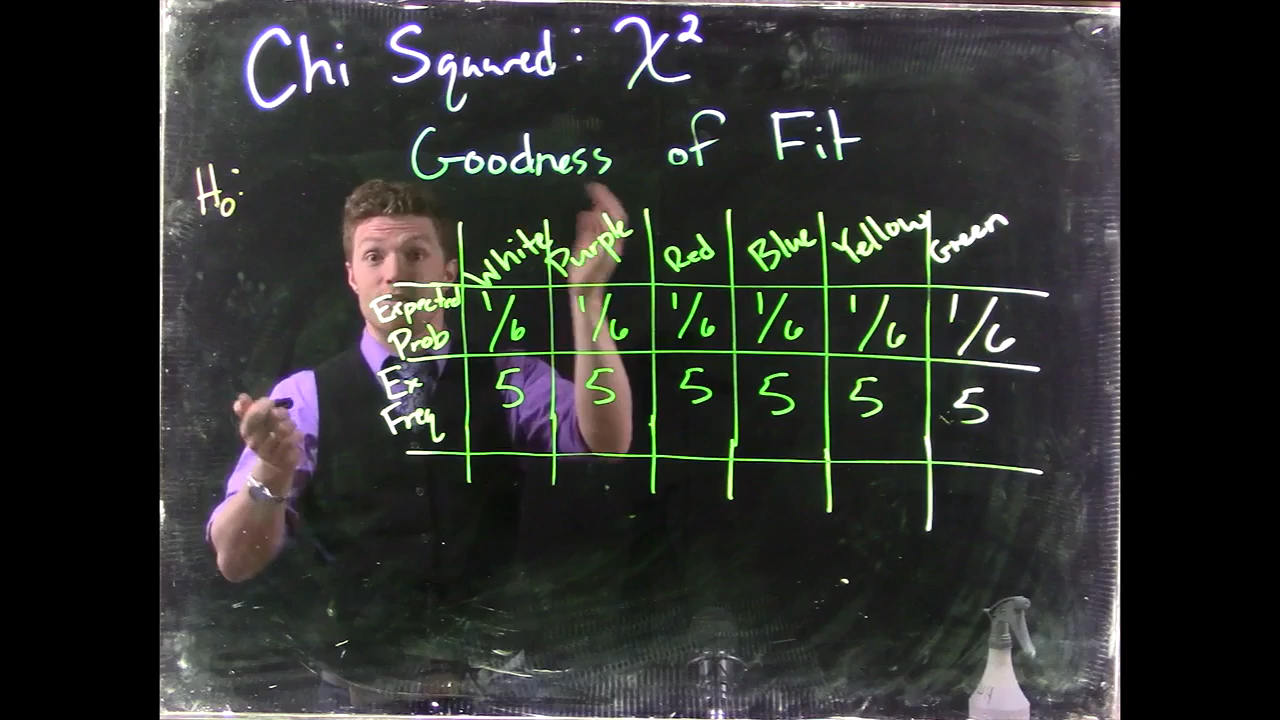 Chi Squared: χ²
Goodness of Fit
H₀:
White Purple Red Blue Yellow Green
Expected Prob 1/6 1/6 1/6 1/6 1/6 1/6
Ex Freq 5 5 5 5 5 5